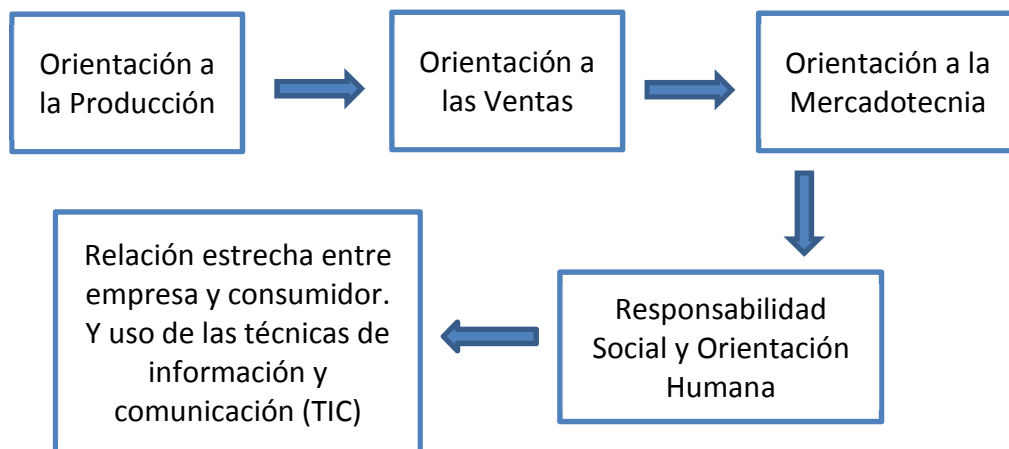 Orientación a
la Producción
Orientación a
las Ventas
Orientación a la
Mercadotecnia
Responsabilidad
Social y Orientación
Humana
Relación estrecha entre
empresa y consumidor.
Y uso de las técnicas de
información y
comunicación (TIC)